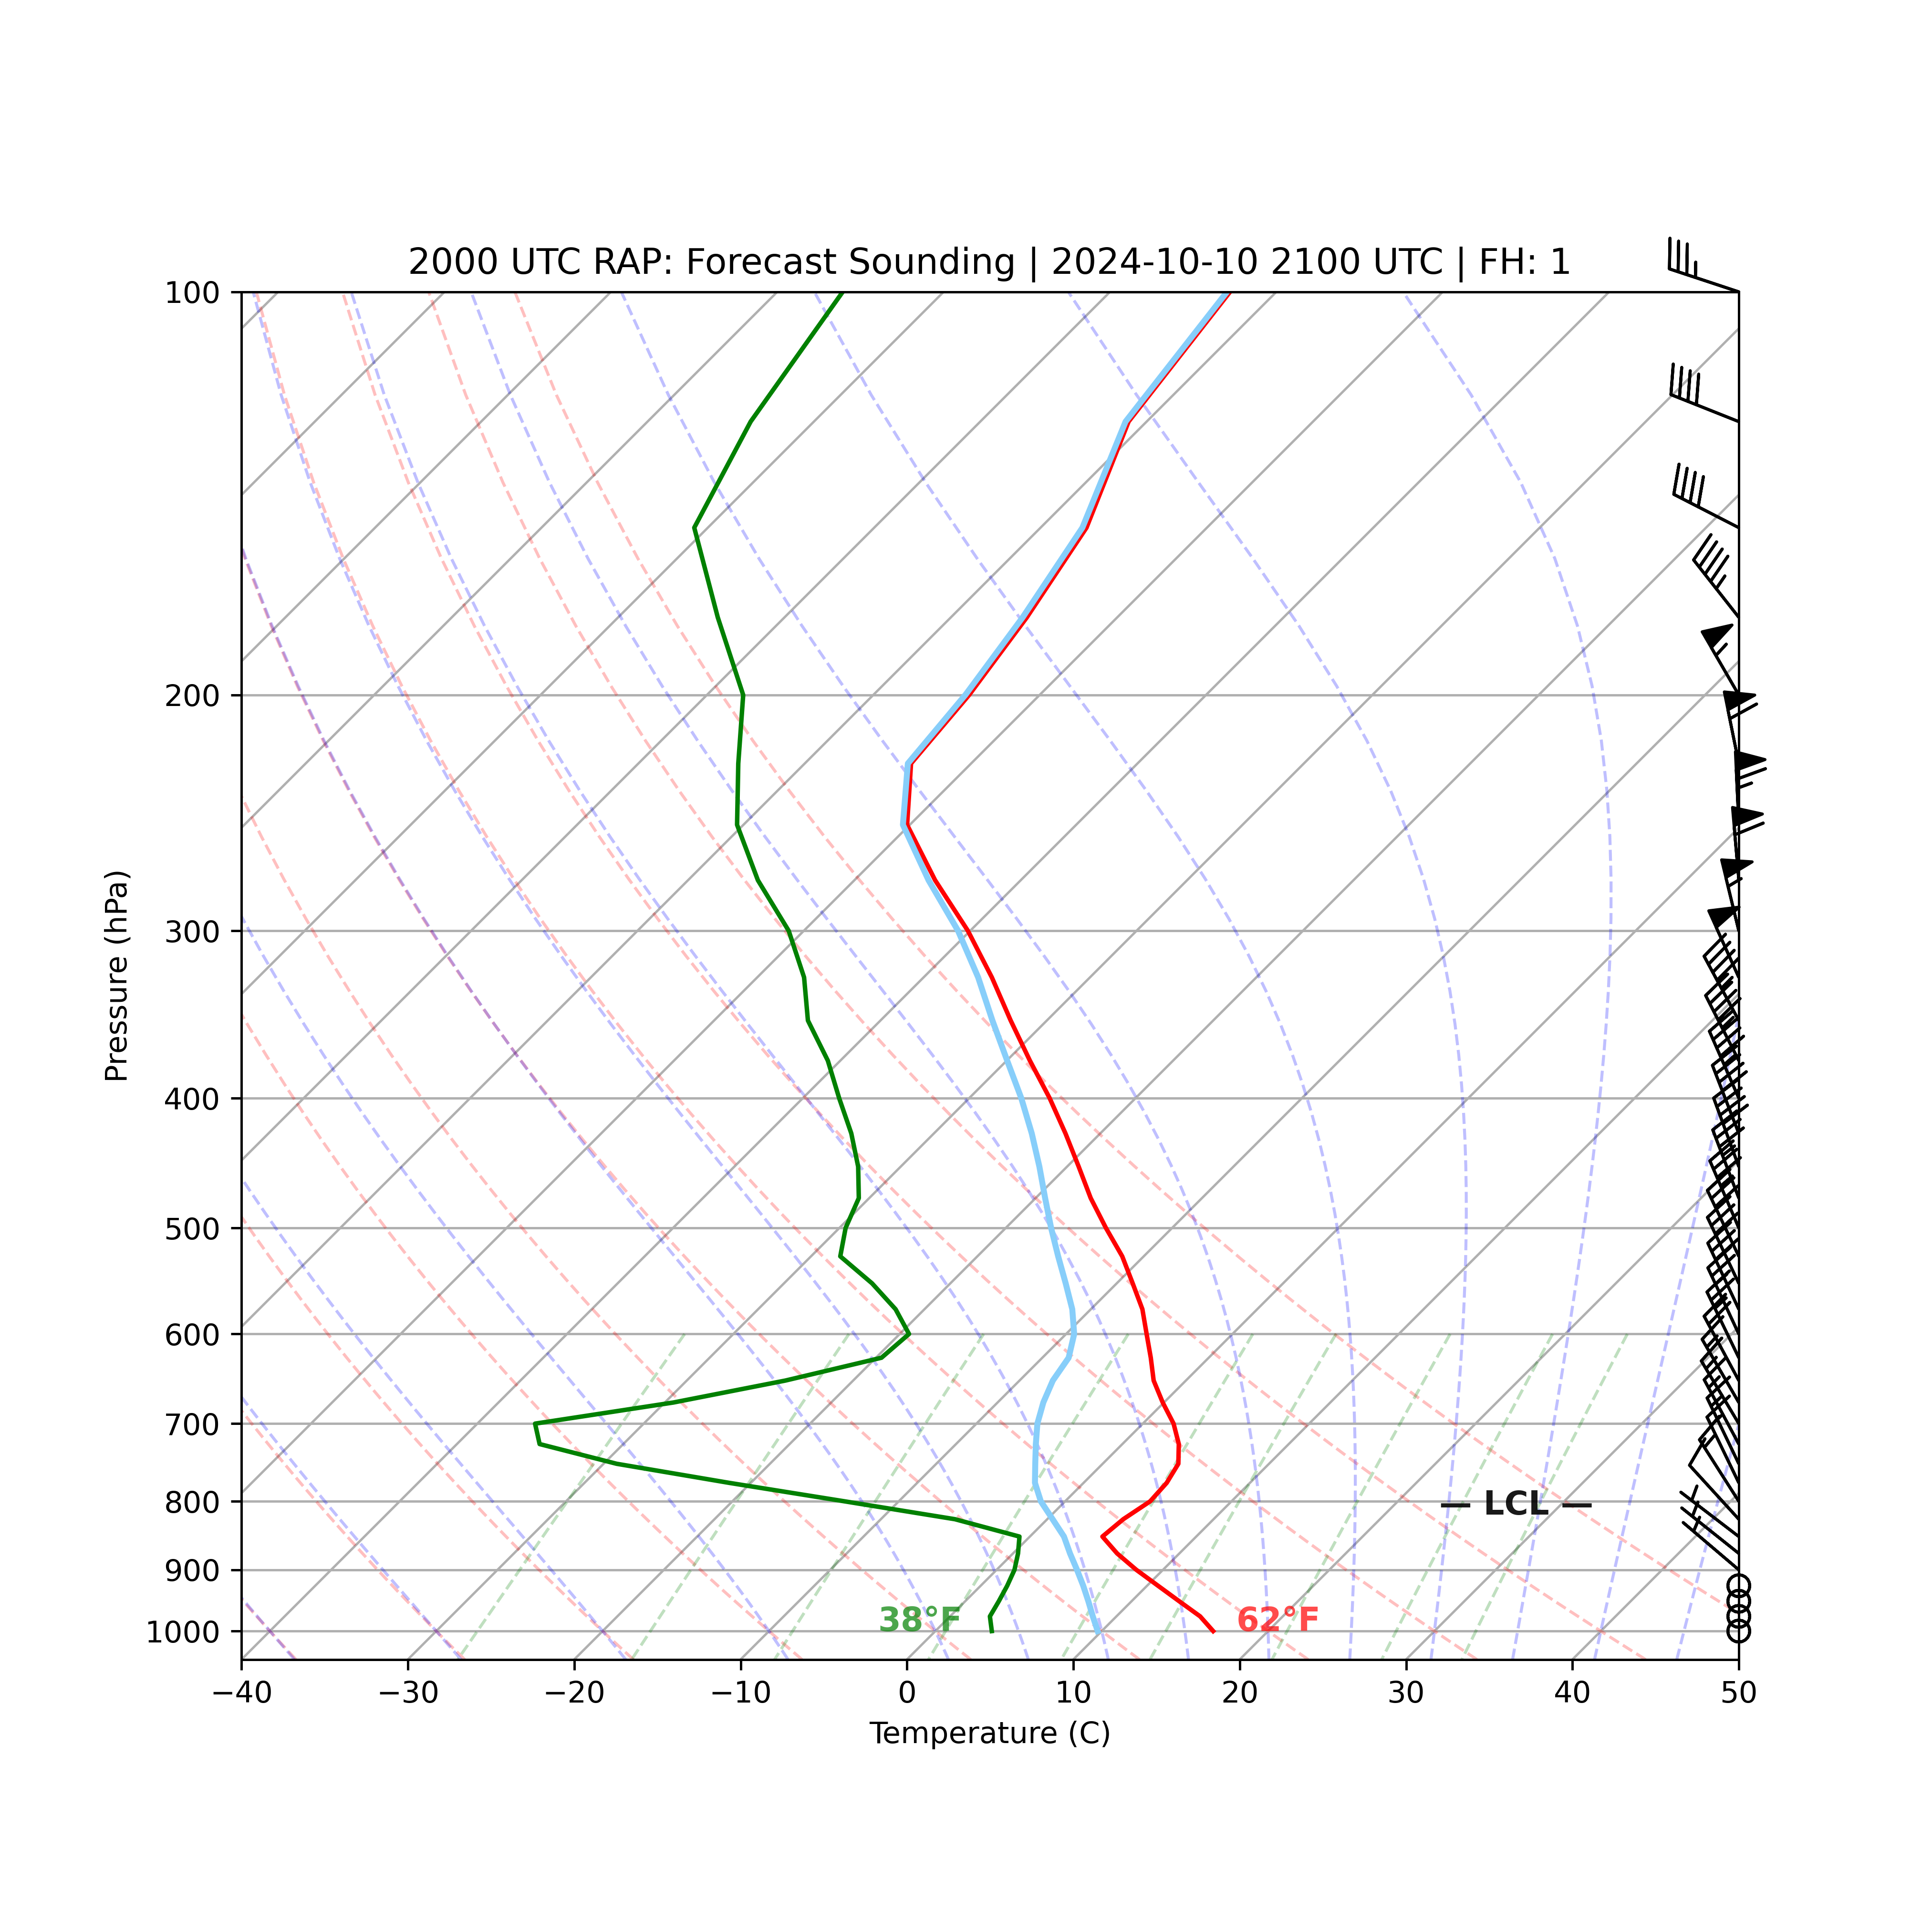 2000 UTC RAP: Forecast Sounding | 2024-10-10 2100 UTC | FH: 1
100
200
300
400
500
600
700
800
900
1000
Pressure (hPa)
— LCL —
38°F
62°F
−40 −30 −20 −10 0 10 20 30 40 50
Temperature (C)